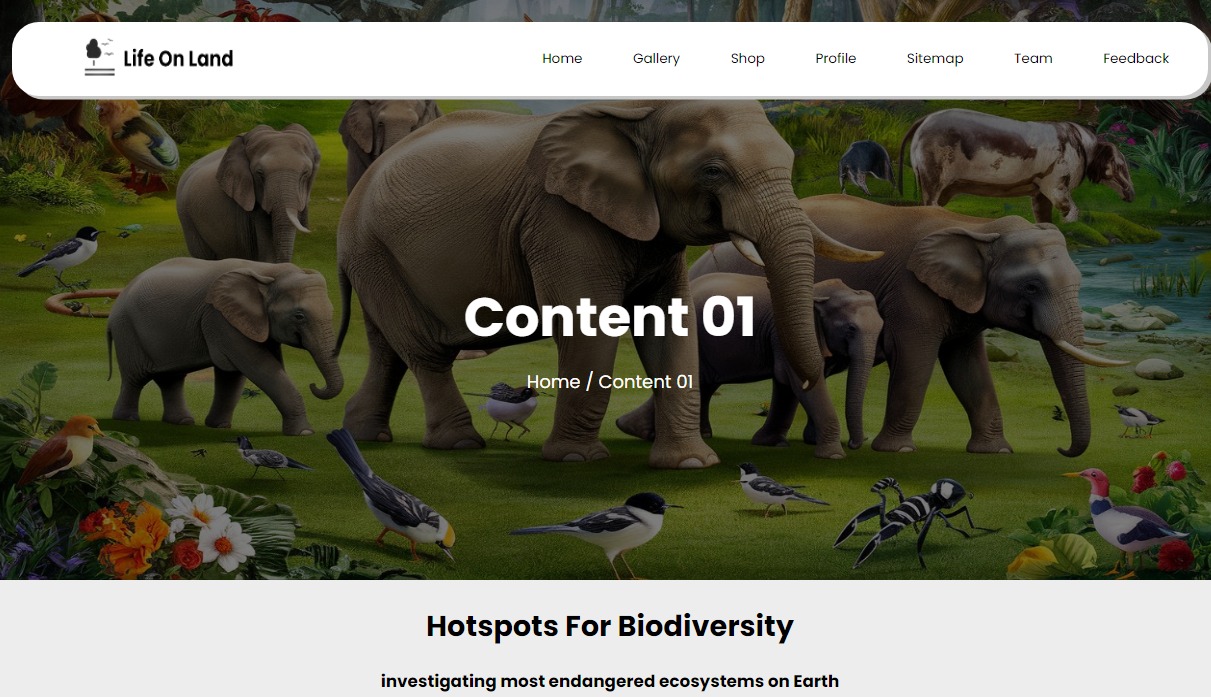 Life On Land
Home Gallery Shop Profile Sitemap Team Feedback
Content 01
Home / Content 01
Hotspots For Biodiversity
investigating most endangered ecosystems on Earth